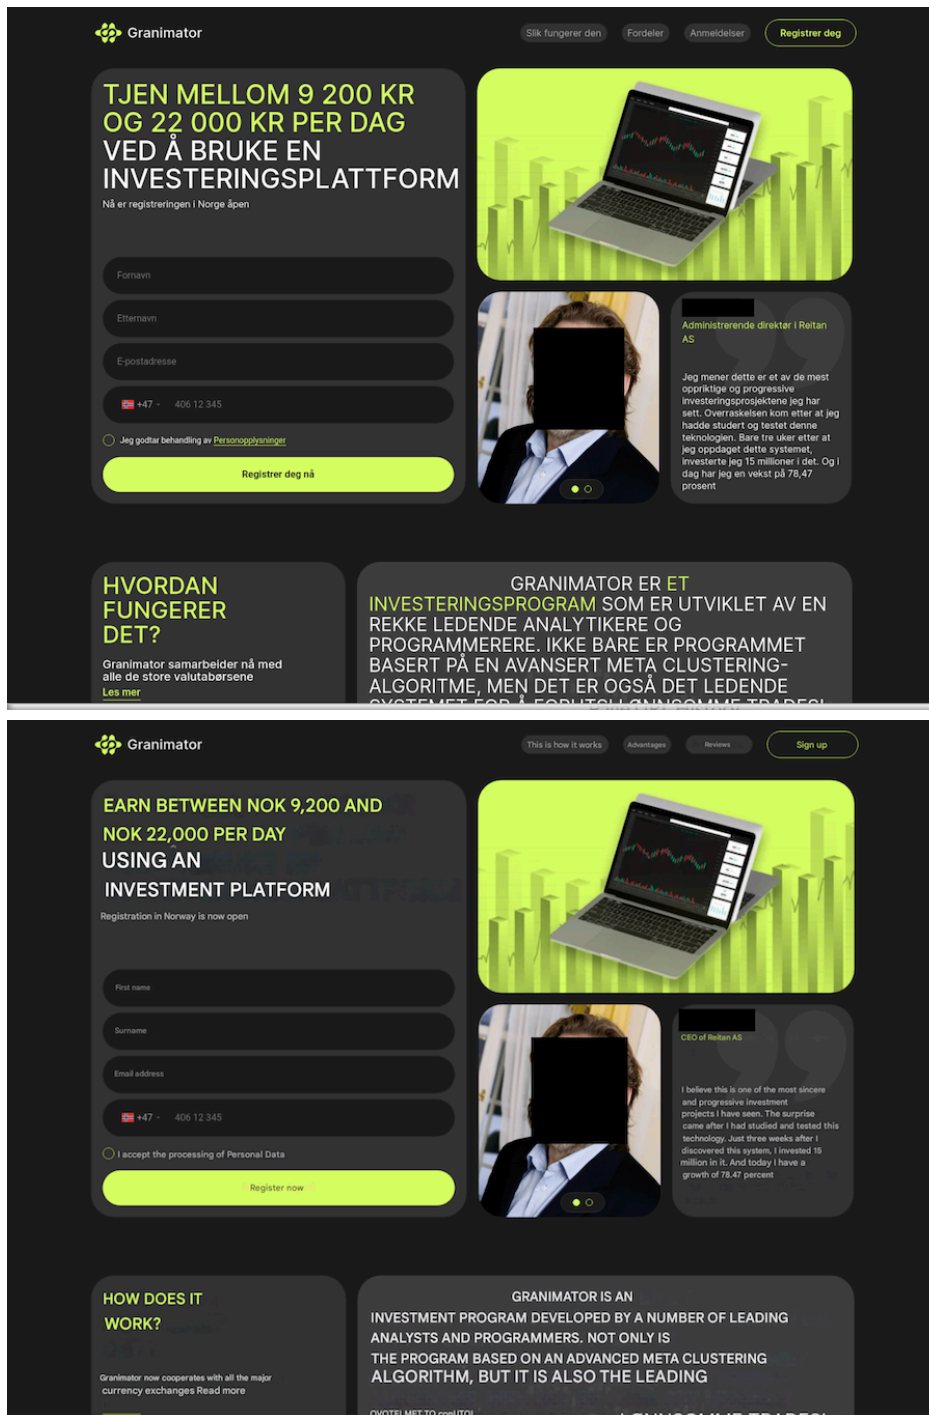 Granimator
Slik fungerer den
Fordeler
Anmeldelser
Registrer deg
TJEN MELLOM 9 200 KR
OG 22 000 KR PER DAG
VED Å BRUKE EN
INVESTERINGSPLATTFORM
Nå er registreringen i Norge åpen
Fornavn
Etternavn
E-postadresse
+47
406 12 345
Jeg godtar behandling av Personopplysninger
Registrer deg nå
Administrerende direktør i Reitan
AS
Jeg mener dette er et av de mest
oppriktige og progressive
investeringsprosjektene jeg har
sett. Overraskelsen kom etter at jeg
hadde studert og testet denne
teknologien. Bare tre uker etter at
jeg oppdaget dette systemet,
investerte jeg 15 millioner i det. Og i
dag har jeg en vekst på 78,47
prosent
HVORDAN
FUNGERER
DET?
Granimator samarbeider nå med
alle de store valutabørsene
Les mer
GRANIMATOR ER ET
INVESTERINGSPROGRAM SOM ER UTVIKLET AV EN
REKKE LEDENDE ANALYTIKERE OG
PROGRAMMERERE. IKKE BARE ER PROGRAMMET
BASERT PÅ EN AVANSERT META CLUSTERING-
ALGORITME, MEN DET ER OGSÅ DET LEDENDE
SYSTEMET FOR Å FORUTSI LØNNSOMME TRADES!
Granimator
This is how it works
Advantages
Reviews
Sign up
EARN BETWEEN NOK 9,200 AND
NOK 22,000 PER DAY
USING AN
INVESTMENT PLATFORM
Registration in Norway is now open
First name
Surname
Email address
+47
406 12 345
I accept the processing of Personal Data
Register now
CEO of Reitan AS
I believe this is one of the most sincere
and progressive investment
projects I have seen. The surprise
came after I had studied and tested this
technology. Just three weeks after I
discovered this system, I invested 15
million in it. And today I have a
growth of 78.47 percent
HOW DOES IT
WORK?
Granimator now cooperates with all the major
currency exchanges Read more
GRANIMATOR IS AN
INVESTMENT PROGRAM DEVELOPED BY A NUMBER OF LEADING
ANALYSTS AND PROGRAMMERS. NOT ONLY IS
THE PROGRAM BASED ON AN ADVANCED META CLUSTERING
ALGORITHM, BUT IT IS ALSO THE LEADING